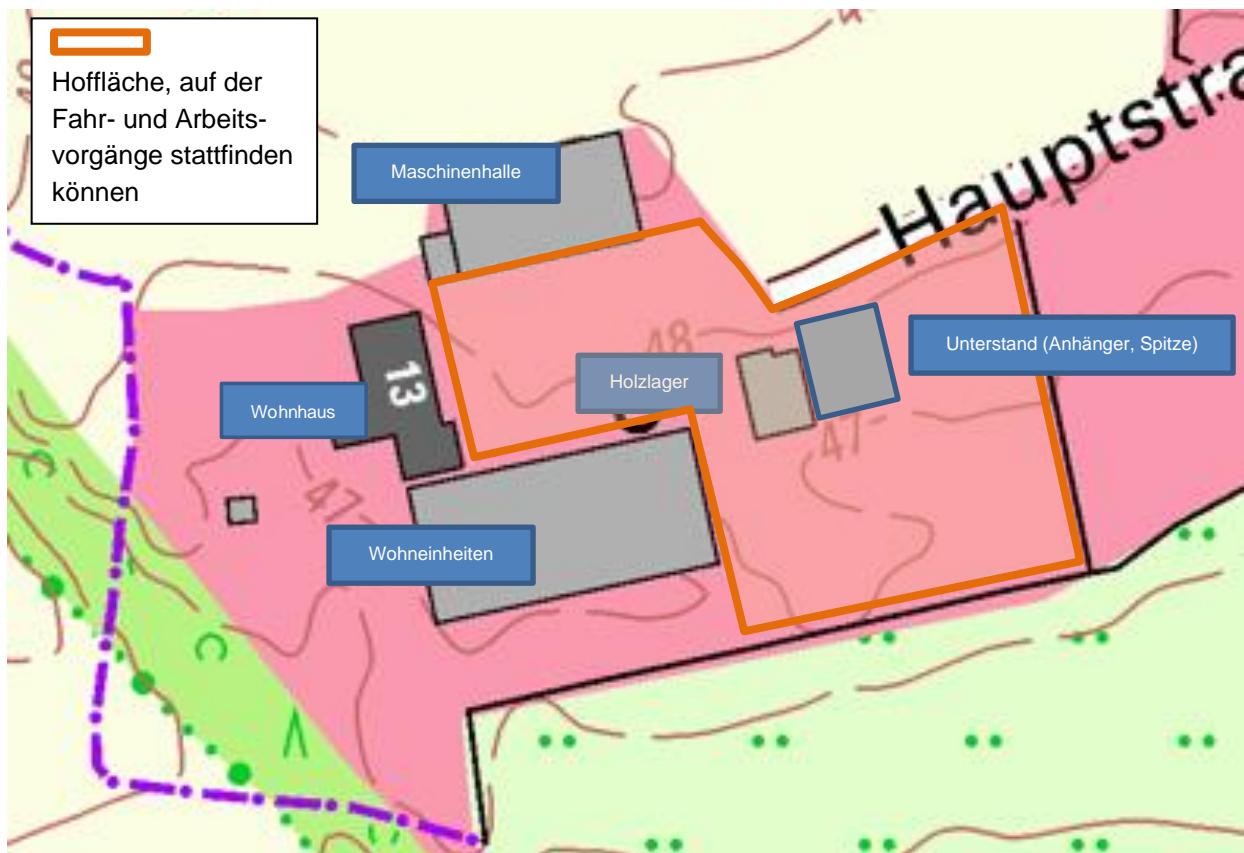 Hoffläche, auf der
Fahr- und Arbeits-
vorgänge stattfinden
können
Hauptstra
Maschinenhalle
Unterstand (Anhänger, Spitze)
48
Holzlager
13
Wohnhaus
47
47
Wohneinheiten